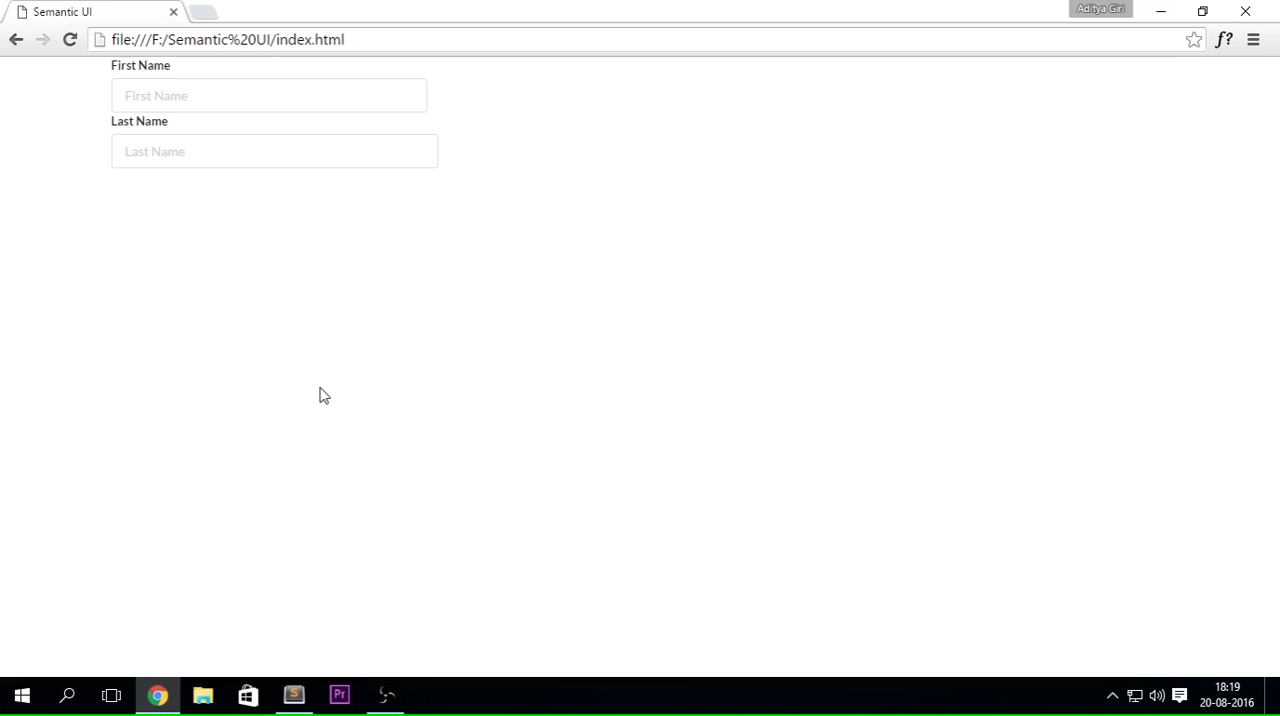 Semantic UI
Aditya Giri
file:///F:/Semantic%20UI/index.html
f?
First Name
First Name
Last Name
Last Name
S
Pr
18:19
20-08-2016